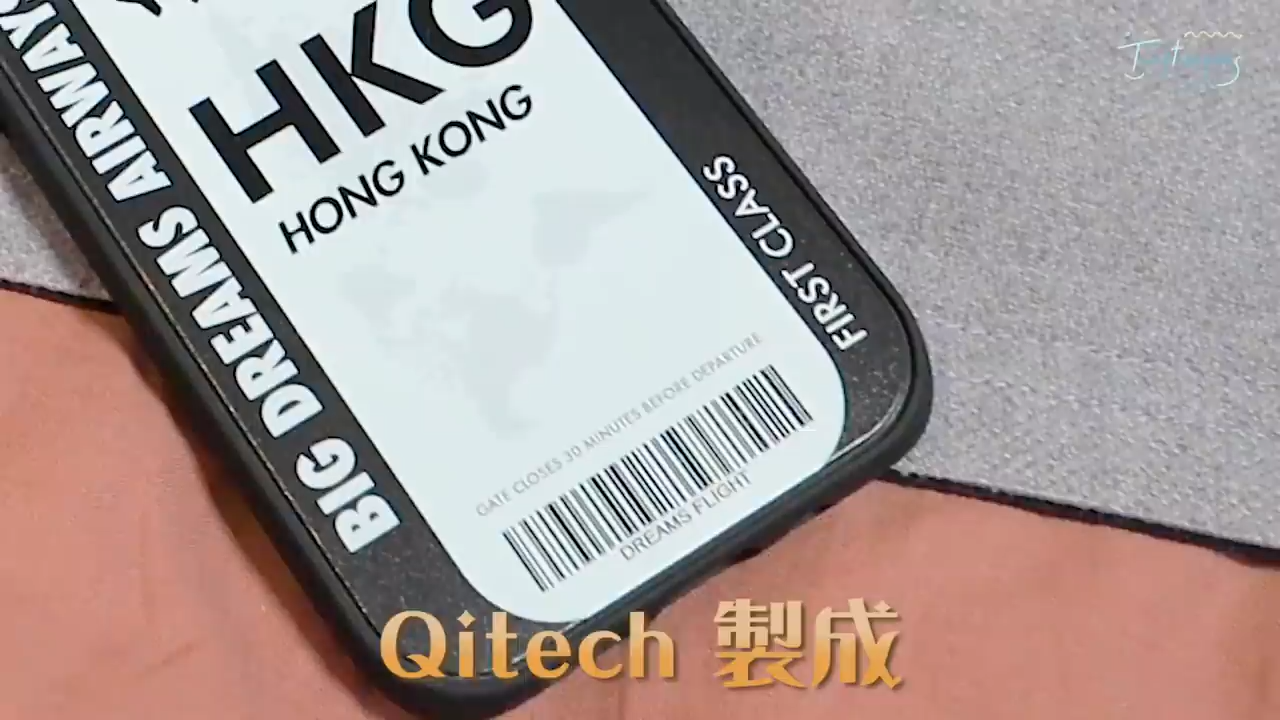 HKG
HONG KONG
BIG DREAMS AIRWAYS
FIRST CLASS
GATE CLOSES 30 MINUTES BEFORE DEPARTURE
DREAMS FLIGHT
Qitech 製成